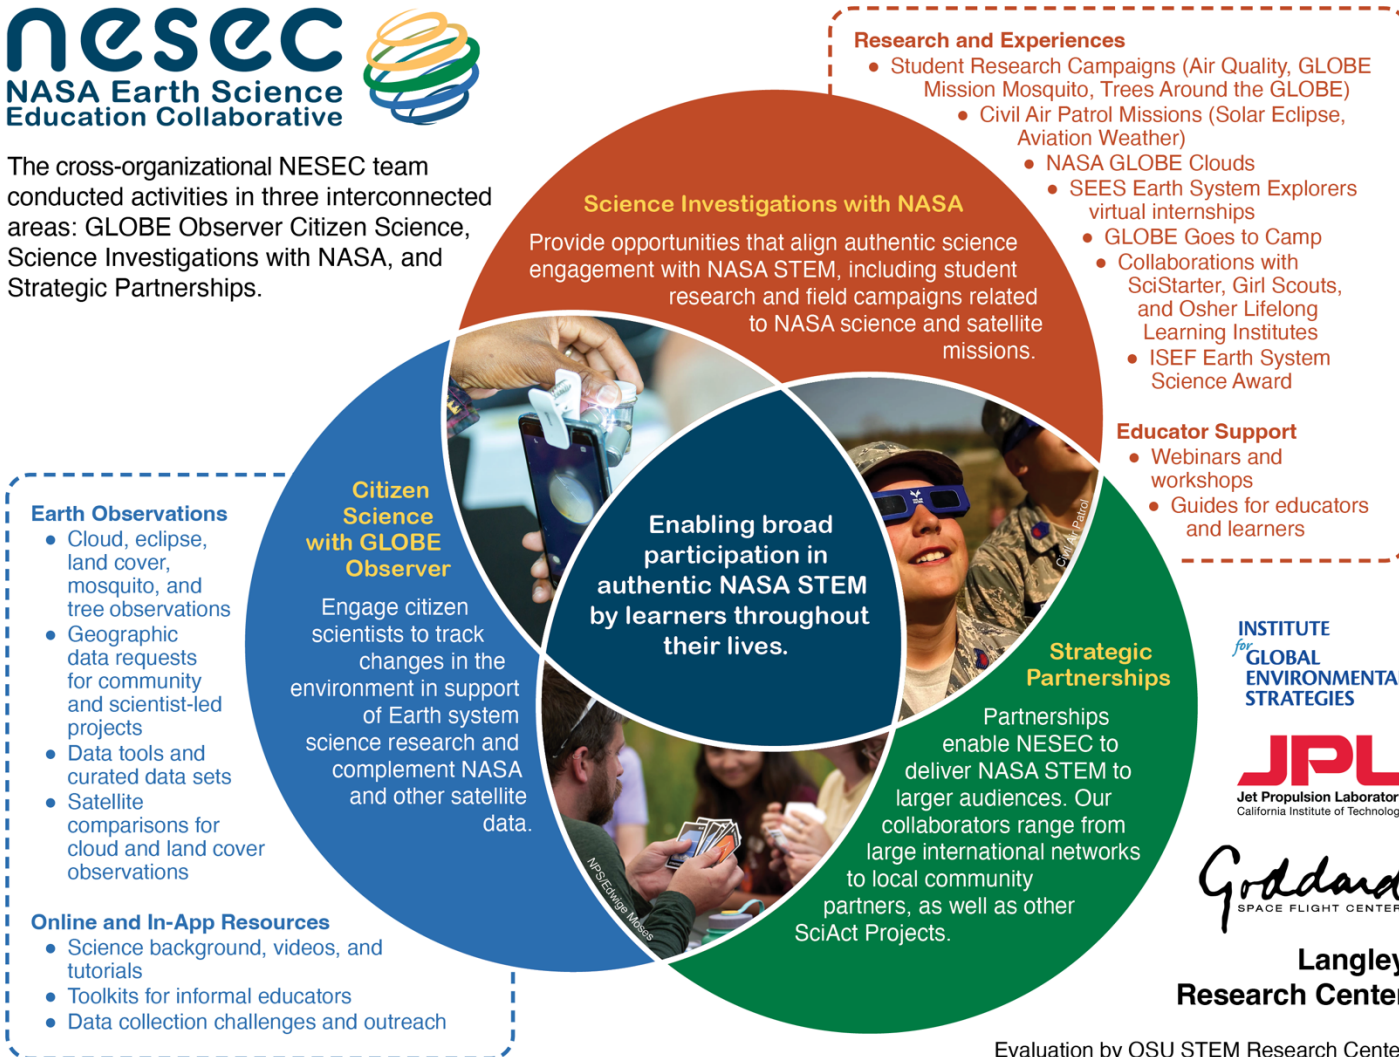 nesec
NASA Earth Science
Education Collaborative
The cross-organizational NESEC team
conducted activities in three interconnected
areas: GLOBE Observer Citizen Science,
Science Investigations with NASA, and
Strategic Partnerships.
Research and Experiences
● Student Research Campaigns (Air Quality, GLOBE
Mission Mosquito, Trees Around the GLOBE)
● Civil Air Patrol Missions (Solar Eclipse,
Aviation Weather)
● NASA GLOBE Clouds
● SEES Earth System Explorers
virtual internships
● GLOBE Goes to Camp
● Collaborations with
SciStarter, Girl Scouts,
and Osher Lifelong
Learning Institutes
● ISEF Earth System
Science Award
Educator Support
● Webinars and
workshops
● Guides for educators
and learners
Science Investigations with NASA
Provide opportunities that align authentic science
engagement with NASA STEM, including student
research and field campaigns related
to NASA science and satellite
missions.
Citizen
Science
with GLOBE
Observer
Engage citizen
scientists to track
changes in the
environment in support
of Earth system
science research and
complement NASA
and other satellite
data.
Enabling broad
participation in
authentic NASA STEM
by learners throughout
their lives.
Civil Air Patrol
NPS/Edwige Moses
Strategic
Partnerships
Partnerships
enable NESEC to
deliver NASA STEM to
larger audiences. Our
collaborators range from
large international networks
to local community
partners, as well as other
SciAct Projects.
Earth Observations
● Cloud, eclipse,
land cover,
mosquito, and
tree observations
● Geographic
data requests
for community
and scientist-led
projects
● Data tools and
curated data sets
● Satellite
comparisons for
cloud and land cover
observations
Online and In-App Resources
● Science background, videos, and
tutorials
● Toolkits for informal educators
● Data collection challenges and outreach
INSTITUTE
for GLOBAL
ENVIRONMENTA
STRATEGIES
JPL
Jet Propulsion Laborator
California Institute of Technolog
Goddard
SPACE FLIGHT CENTER
Langley
Research Center
Evaluation by OSU STEM Research Center